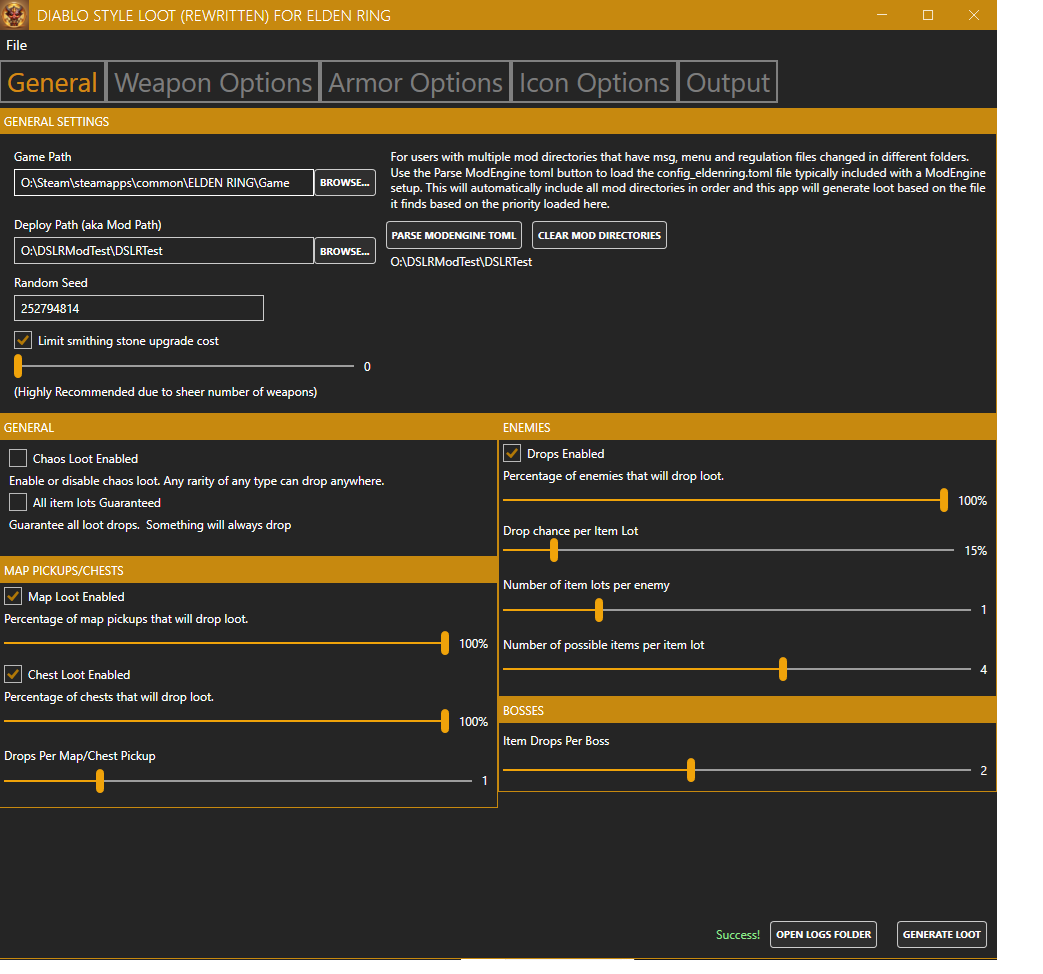 DIABLO STYLE LOOT (REWRITTEN) FOR ELDEN RING
File
General
Weapon Options
Armor Options
Icon Options
Output
GENERAL SETTINGS
Game Path
O:\Steam\steamapps\common\ELDEN RING\Game
BROWSE...
Deploy Path (aka Mod Path)
O:\DSLRModTest\DSLRTest
BROWSE...
Random Seed
252794814
Limit smithing stone upgrade cost
0
(Highly Recommended due to sheer number of weapons)
For users with multiple mod directories that have msg, menu and regulation files changed in different folders.
Use the Parse ModEngine toml button to load the config_eldenring.toml file typically included with a ModEngine
setup. This will automatically include all mod directories in order and this app will generate loot based on the file
it finds based on the priority loaded here.
PARSE MODENGINE TOML
CLEAR MOD DIRECTORIES
O:\DSLRModTest\DSLRTest
GENERAL
Chaos Loot Enabled
Enable or disable chaos loot. Any rarity of any type can drop anywhere.
All item lots Guaranteed
Guarantee all loot drops.  Something will always drop
MAP PICKUPS/CHESTS
Map Loot Enabled
Percentage of map pickups that will drop loot.
100%
Chest Loot Enabled
Percentage of chests that will drop loot.
100%
Drops Per Map/Chest Pickup
1
ENEMIES
Drops Enabled
Percentage of enemies that will drop loot.
100%
Drop chance per Item Lot
15%
Number of item lots per enemy
1
Number of possible items per item lot
4
BOSSES
Item Drops Per Boss
2
Success!
OPEN LOGS FOLDER
GENERATE LOOT